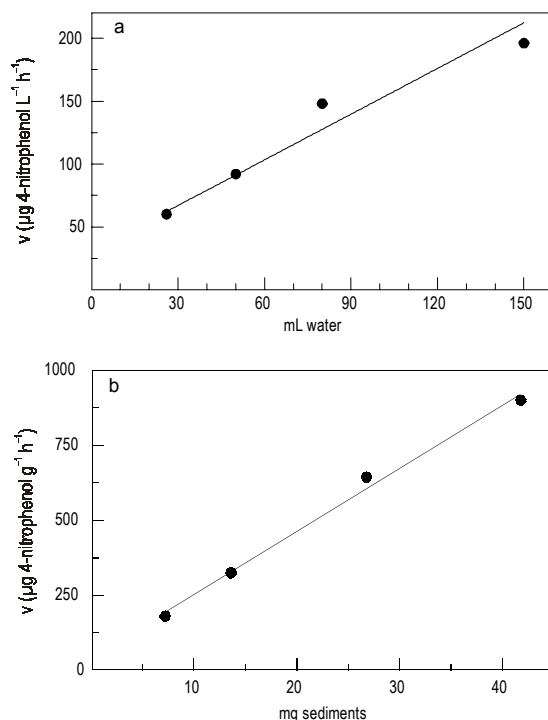 a
200
150
100
50
v (µg 4-nitrophenol L⁻¹ h⁻¹)
0 30 60 90 120 150
mL water
b
1000
750
500
250
0
v (µg 4-nitrophenol g⁻¹ h⁻¹)
10 20 30 40
mg sediments